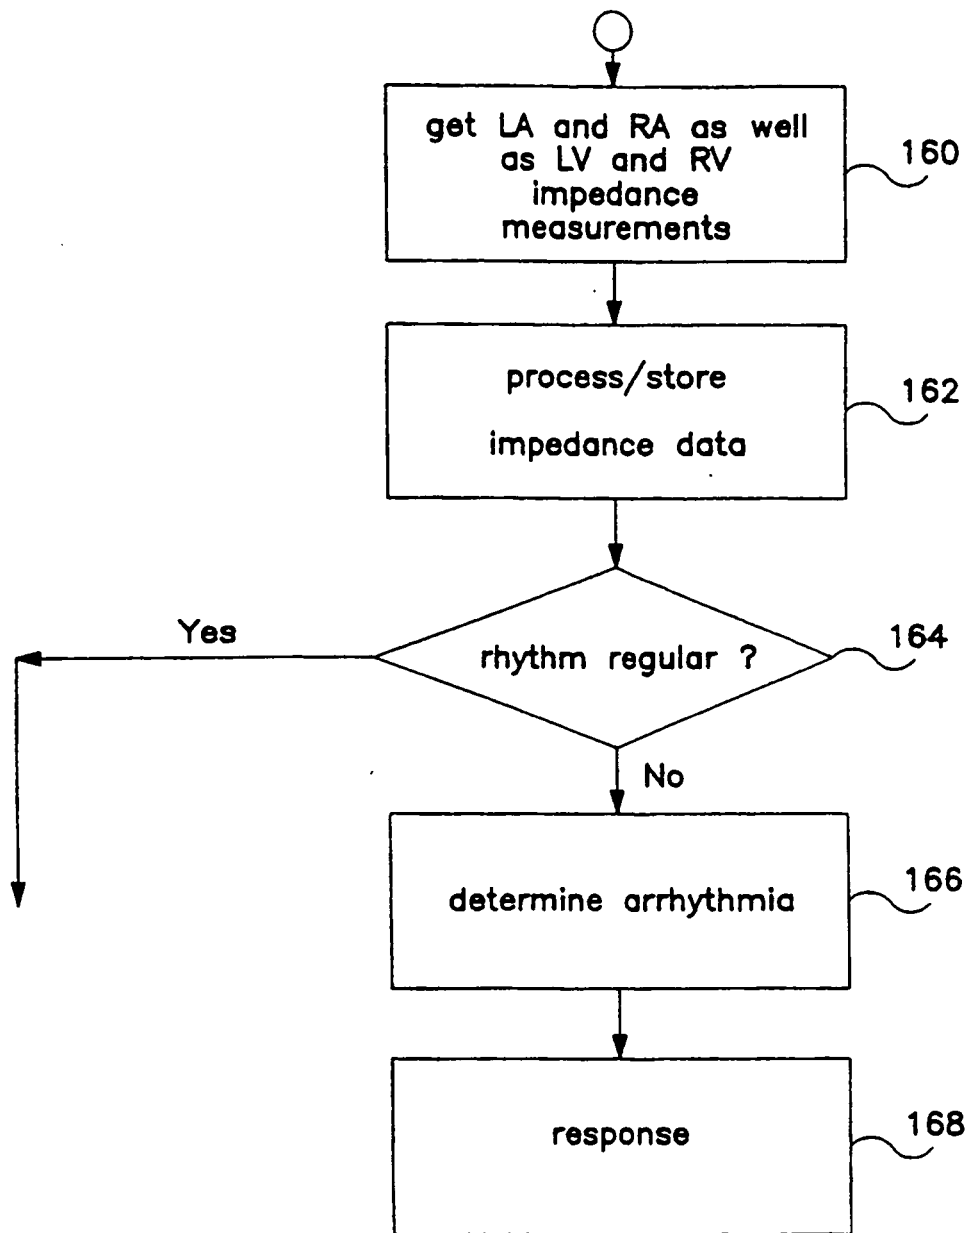 get LA and RA as well
as LV and RV
impedance
measurements
160
process/store
impedance data
162
Yes
rhythm regular ?
164
No
determine arrhythmia
166
response
168